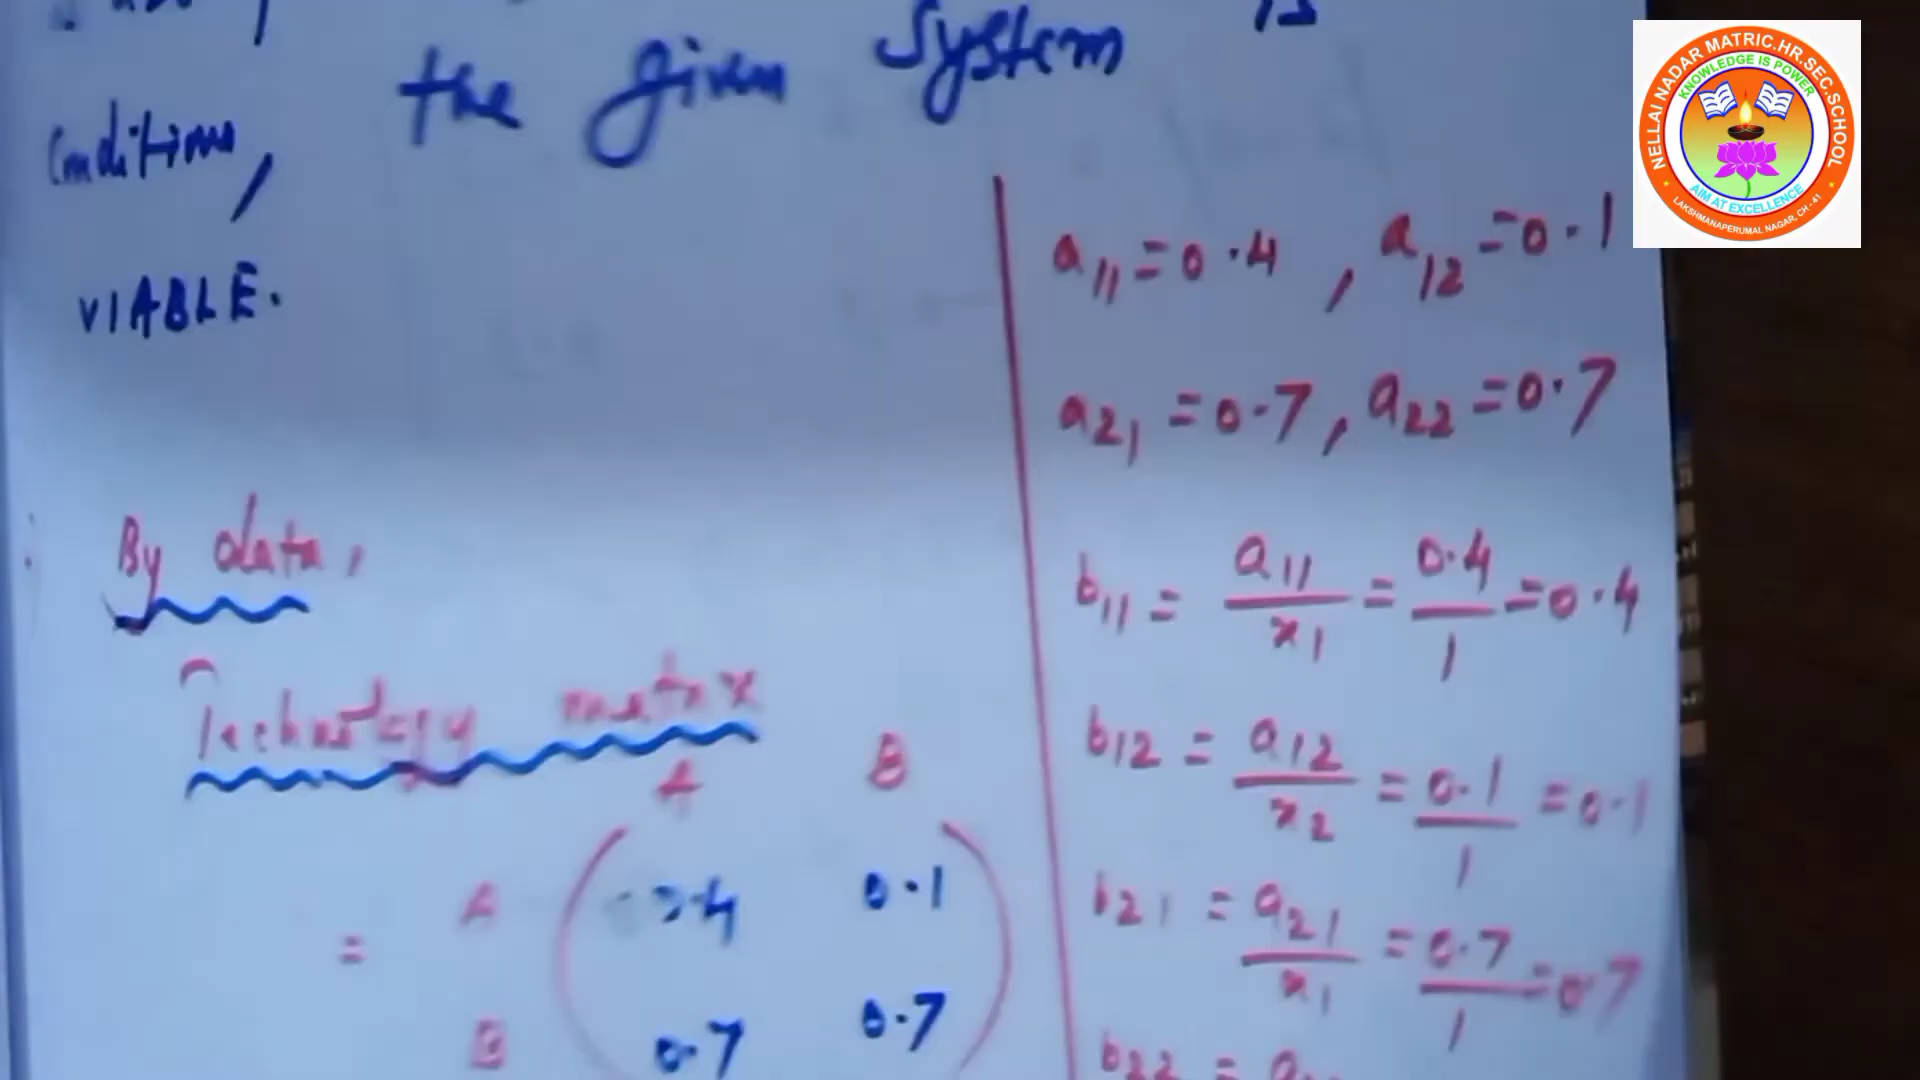 the given system is
Conditions,
VIABLE.
By data,
Technology matrix
A B
A 0.4 0.1
=
B 0.7 0.7
a11 = 0.4 , a12 = 0.1
a21 = 0.7 , a22 = 0.7
b11 = a11/x1 = 0.4/1 = 0.4
b12 = a12/x2 = 0.1/1 = 0.1
b21 = a21/x1 = 0.7/1 = 0.7
b22 =
NELLAI NADAR MATRIC.HR.SEC.SCHOOL
KNOWLEDGE IS POWER
AIM AT EXCELLENCE
LAKSHMANAPERUMAL NAGAR, CH - 41